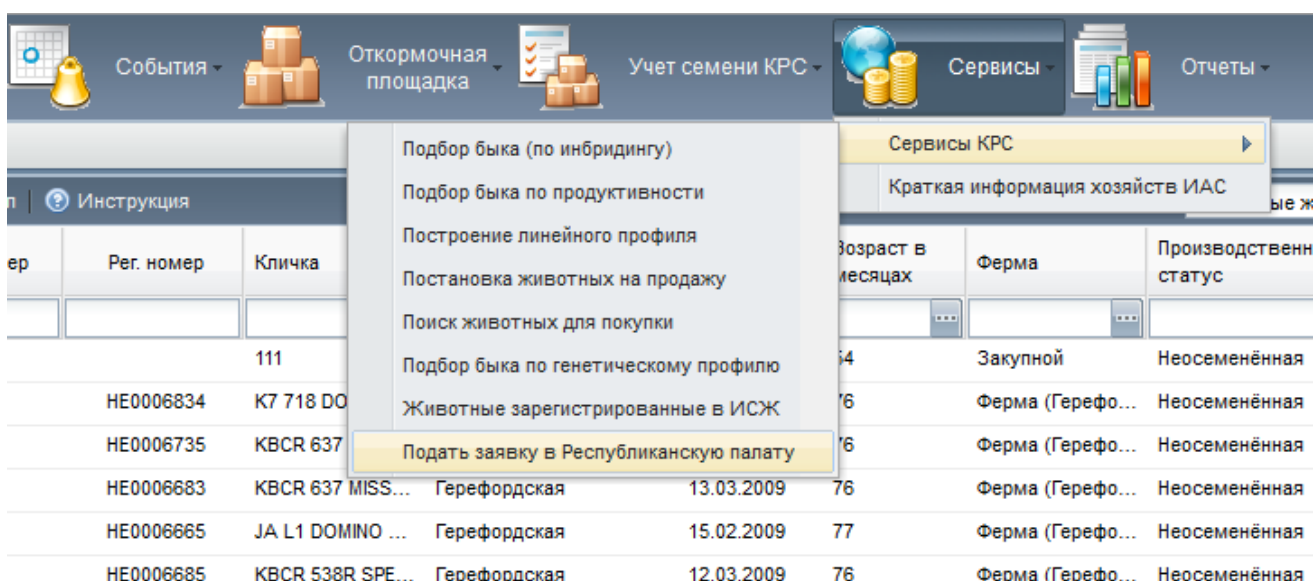 События
Откормочная
площадка
Учет семени КРС
Сервисы
Отчеты
Сервисы КРС
Краткая информация хозяйств ИАС
Подбор быка (по инбридингу)
Подбор быка по продуктивности
Построение линейного профиля
Постановка животных на продажу
Поиск животных для покупки
Подбор быка по генетическому профилю
Животные зарегистрированные в ИСЖ
Подать заявку в Республиканскую палату
л Инструкция ые ж
ер Рег. номер Кличка Возраст в месяцах Ферма Производственн статус
111 54 Закупной Неосеменённая
HE0006834 K7 718 DO 76 Ферма (Герефо... Неосеменённая
HE0006735 KBCR 637 76 Ферма (Герефо... Неосеменённая
HE0006683 KBCR 637 MISS... Герефордская 13.03.2009 76 Ферма (Герефо... Неосеменённая
HE0006665 JA L1 DOMINO ... Герефордская 15.02.2009 77 Ферма (Герефо... Неосеменённая
HE0006685 KBCR 538R SPE... Герефордская 12.03.2009 76 Ферма (Герефо... Неосеменённая